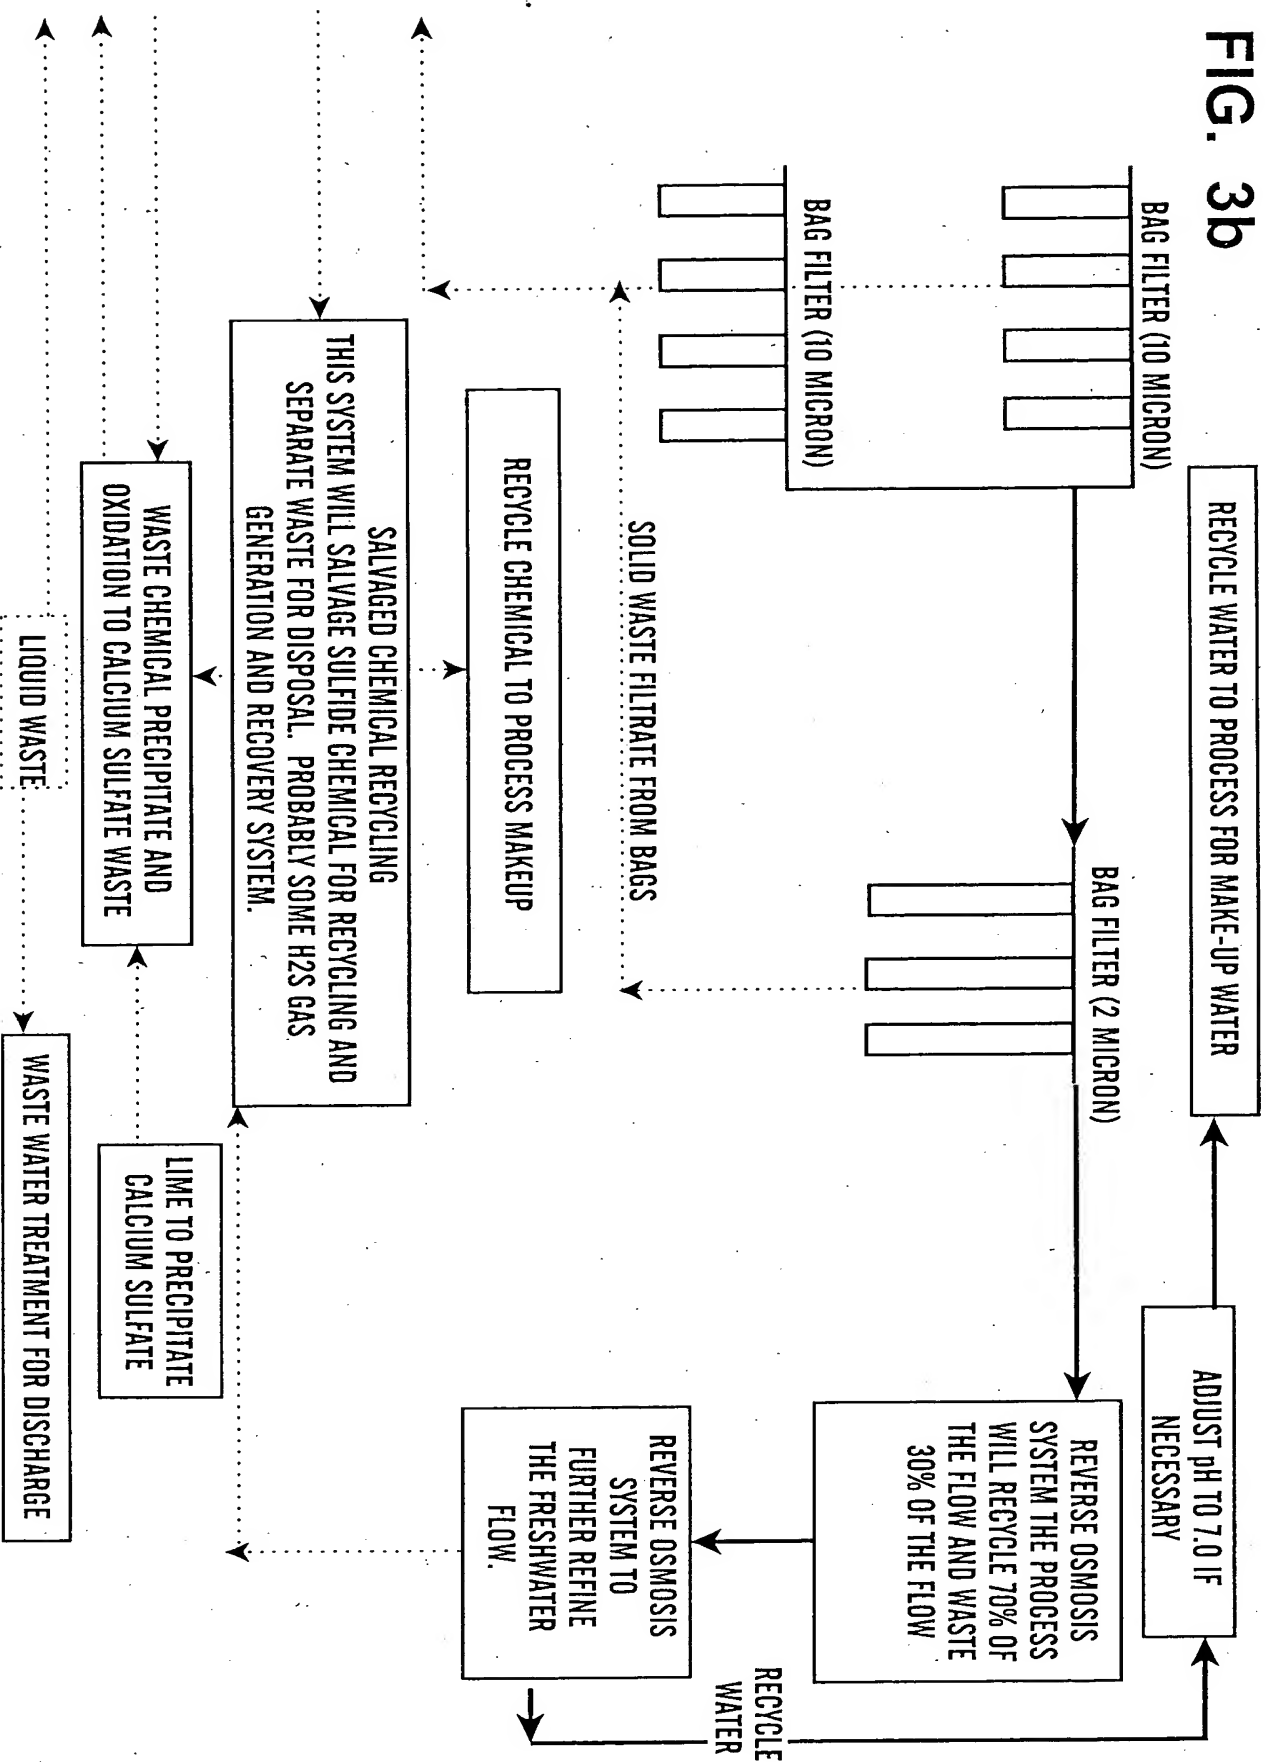 FIG. 3b
RECYCLE WATER TO PROCESS FOR MAKE-UP WATER
ADJUST pH TO 7.0 IF
NECESSARY
BAG FILTER (10 MICRON)
BAG FILTER (2 MICRON)
REVERSE OSMOSIS
SYSTEM THE PROCESS
WILL RECYCLE 70% OF
THE FLOW AND WASTE
30% OF THE FLOW
RECYCLE
WATER
BAG FILTER (10 MICRON)
SOLID WASTE FILTRATE FROM BAGS
REVERSE OSMOSIS
SYSTEM TO
FURTHER REFINE
THE FRESHWATER
FLOW.
RECYCLE CHEMICAL TO PROCESS MAKEUP
SALVAGED CHEMICAL RECYCLING
THIS SYSTEM WILL SALVAGE SULFIDE CHEMICAL FOR RECYCLING AND
SEPARATE WASTE FOR DISPOSAL. PROBABLY SOME H2S GAS
GENERATION AND RECOVERY SYSTEM.
WASTE CHEMICAL PRECIPITATE AND
OXIDATION TO CALCIUM SULFATE WASTE
LIME TO PRECIPITATE
CALCIUM SULFATE
LIQUID WASTE
WASTE WATER TREATMENT FOR DISCHARGE